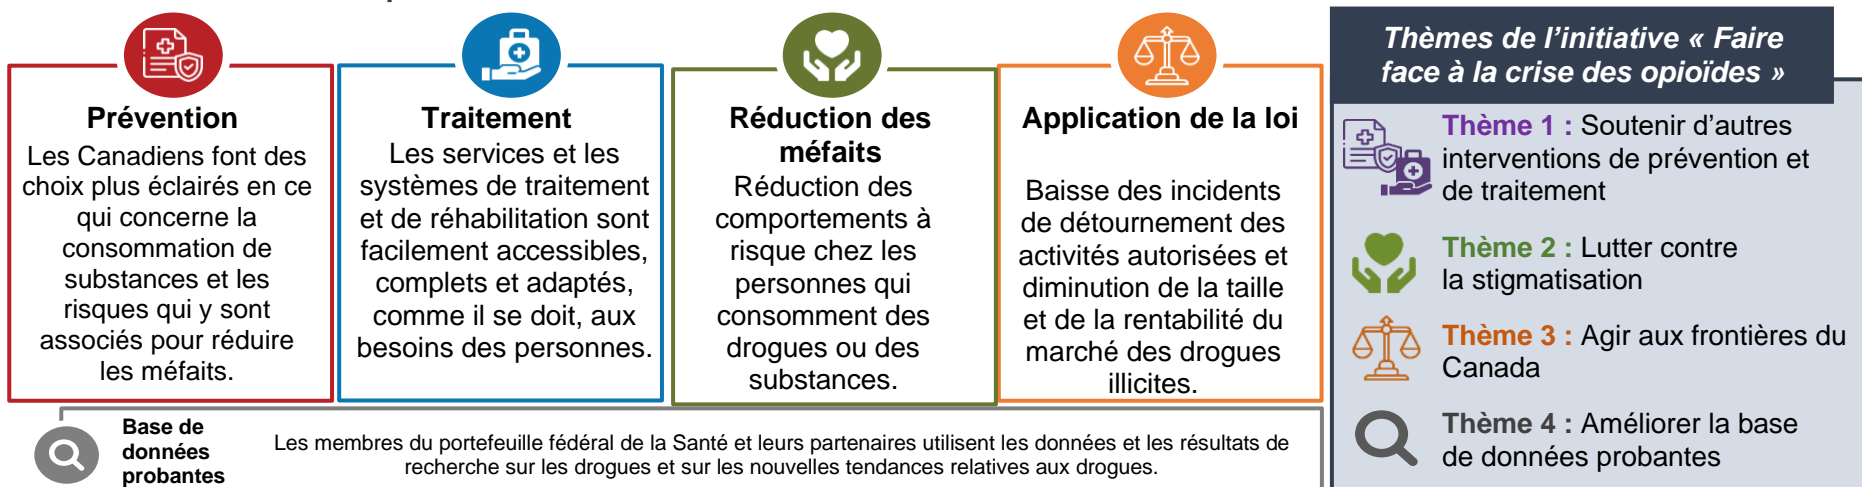 Prévention
Les Canadiens font des
choix plus éclairés en ce
qui concerne la
consommation de
substances et les
risques qui y sont
associés pour réduire
les méfaits.
Traitement
Les services et les
systèmes de traitement
et de réhabilitation sont
facilement accessibles,
complets et adaptés,
comme il se doit, aux
besoins des personnes.
Réduction des
méfaits
Réduction des
comportements à
risque chez les
personnes qui
consomment des
drogues ou des
substances.
Application de la loi
Baisse des incidents
de détournement des
activités autorisées et
diminution de la taille
et de la rentabilité du
marché des drogues
illicites.
Base de
données
probantes
Les membres du portefeuille fédéral de la Santé et leurs partenaires utilisent les données et les résultats de
recherche sur les drogues et sur les nouvelles tendances relatives aux drogues.
Thèmes de l'initiative « Faire
face à la crise des opioïdes »
Thème 1 : Soutenir d'autres
interventions de prévention et
de traitement
Thème 2 : Lutter contre
la stigmatisation
Thème 3 : Agir aux frontières du
Canada
Thème 4 : Améliorer la base
de données probantes